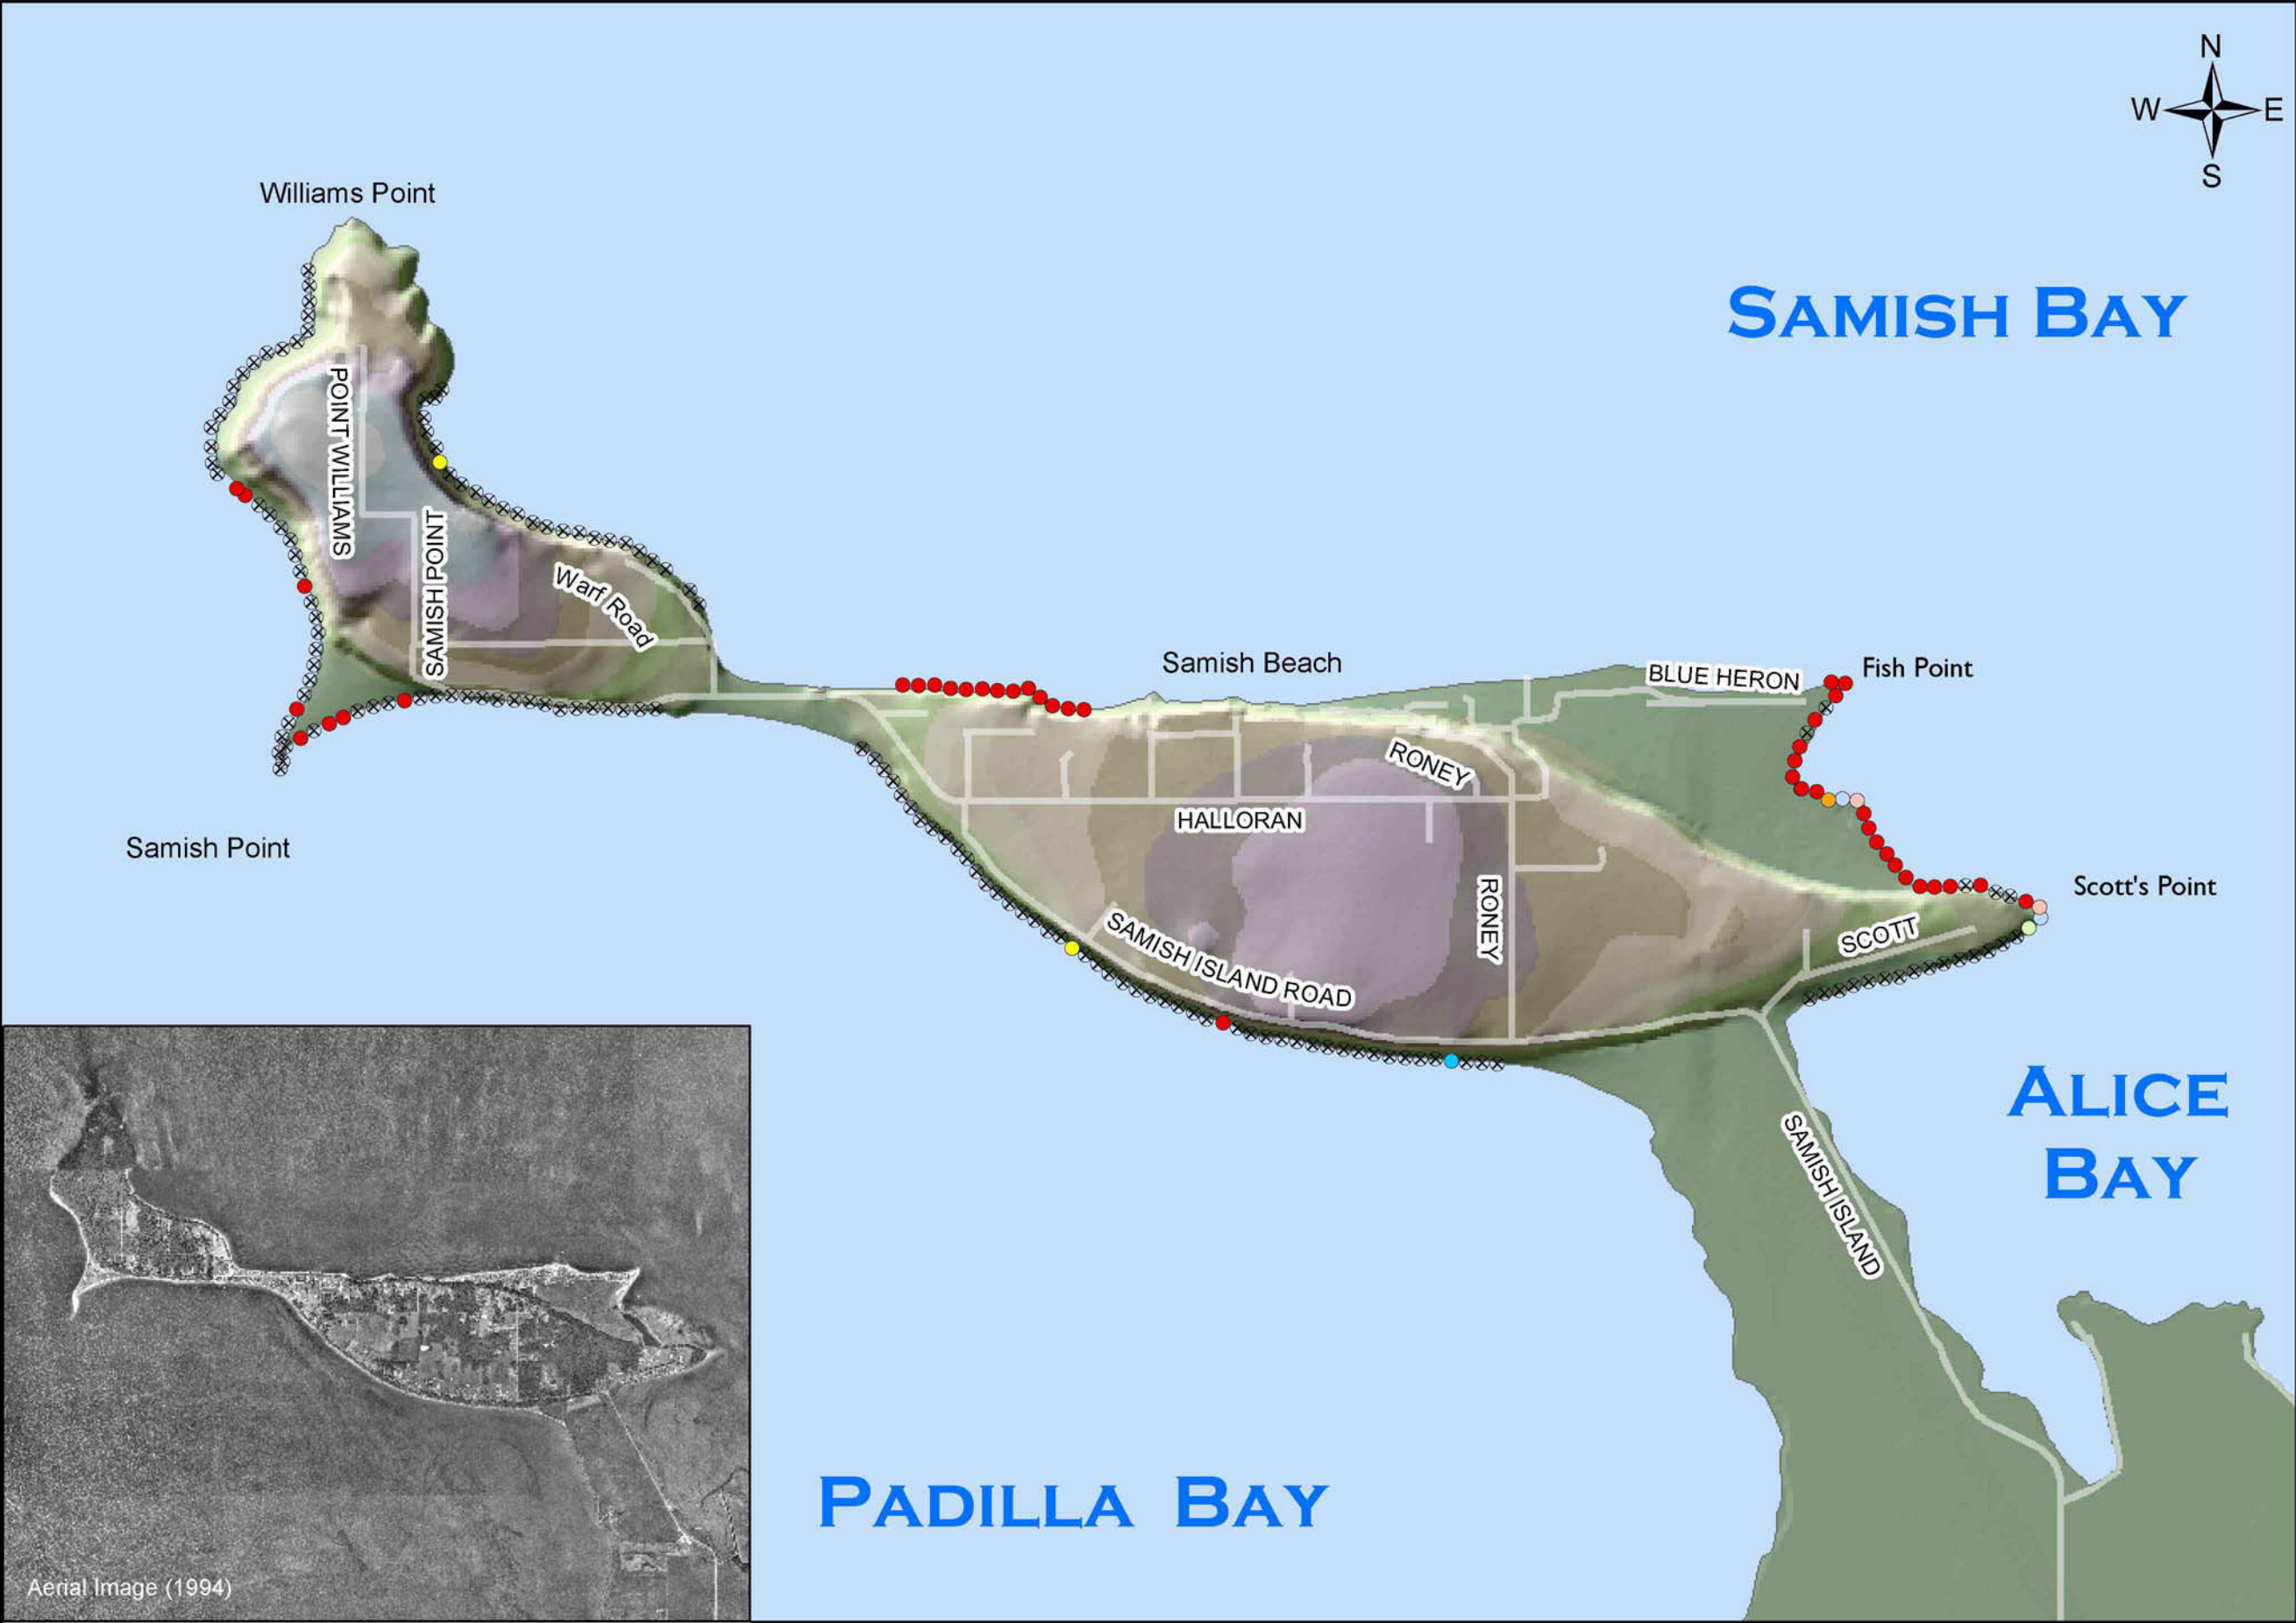 N
W E
S
Williams Point
SAMISH BAY
POINT WILLIAMS
SAMISH POINT
Warf Road
Samish Beach
BLUE HERON
Fish Point
RONEY
HALLORAN
Samish Point
RONEY
Scott's Point
SCOTT
SAMISH ISLAND ROAD
ALICE
BAY
SAMISH ISLAND
PADILLA BAY
Aerial Image (1994)